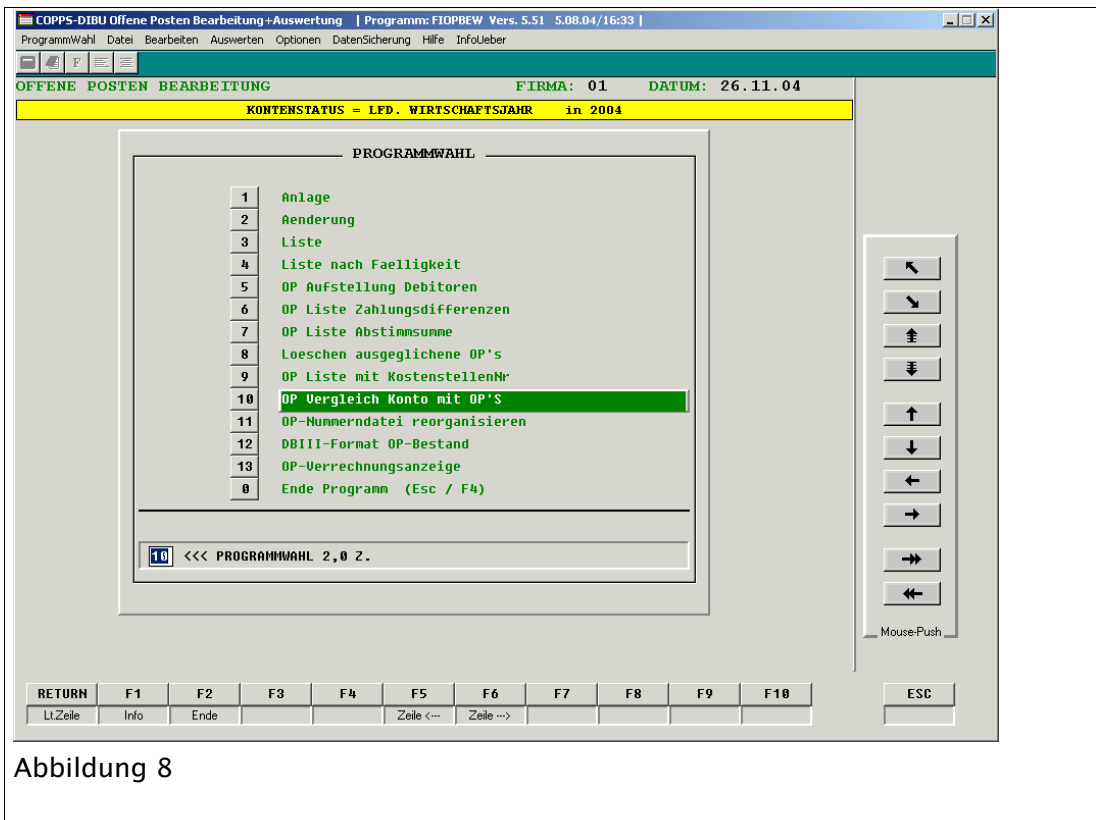 COPPS-DIBU Offene Posten Bearbeitung+Auswertung | Programm: FIOPBEW Vers. 5.51 5.08.04/16:33 |
ProgrammWahl Datei Bearbeiten Auswerten Optionen DatenSicherung Hilfe InfoUeber
F
OFFENE POSTEN BEARBEITUNG FIRMA: 01 DATUM: 26.11.04
KONTENSTATUS = LFD. WIRTSCHAFTSJAHR in 2004
PROGRAMMWAHL
1 Anlage
2 Aenderung
3 Liste
4 Liste nach Faelligkeit
5 OP Aufstellung Debitoren
6 OP Liste Zahlungsdifferenzen
7 OP Liste Abstimmsumme
8 Loeschen ausgeglichene OP's
9 OP Liste mit KostenstellenNr
10 OP Vergleich Konto mit OP'S
11 OP-Nummerndatei reorganisieren
12 DBIII-Format OP-Bestand
13 OP-Verrechnungsanzeige
0 Ende Programm (Esc / F4)
10 <<< PROGRAMMWAHL 2,0 Z.
Mouse-Push
RETURN F1 F2 F3 F4 F5 F6 F7 F8 F9 F10 ESC
Lt.Zeile Info Ende Zeile <--- Zeile --->
Abbildung 8